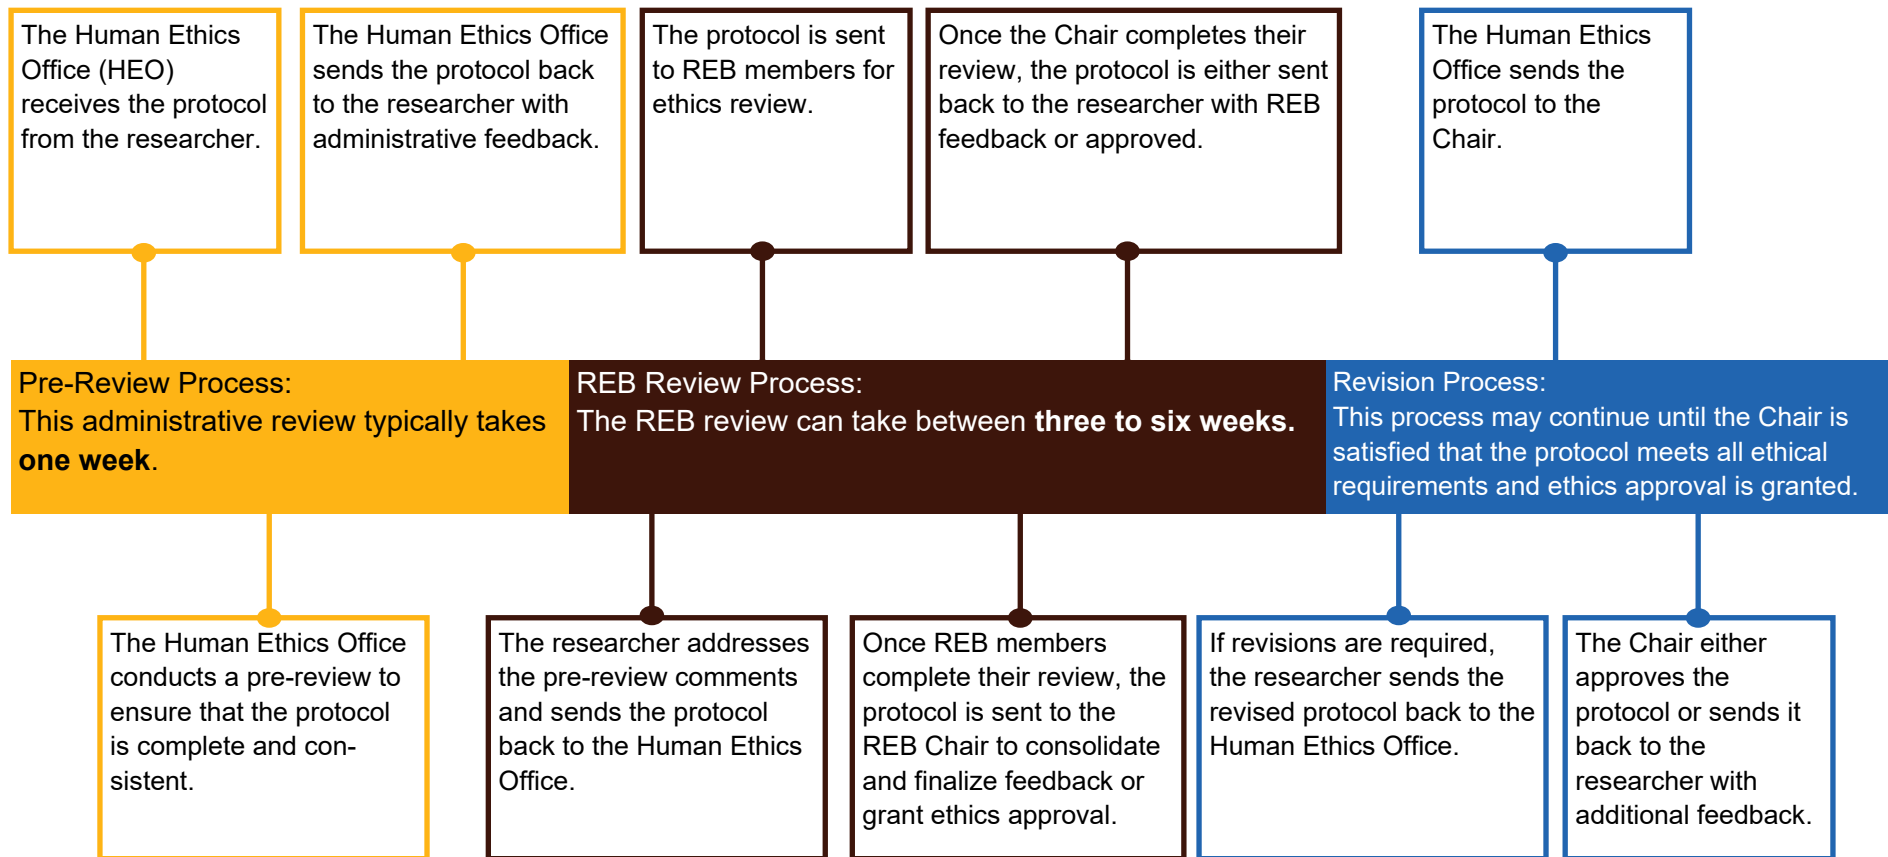 The Human Ethics
Office (HEO)
receives the protocol
from the researcher.
The Human Ethics Office
sends the protocol back
to the researcher with
administrative feedback.
The protocol is sent
to REB members for
ethics review.
Once the Chair completes their
review, the protocol is either sent
back to the researcher with REB
feedback or approved.
The Human Ethics
Office sends the
protocol to the
Chair.
Pre-Review Process:
This administrative review typically takes
one week.
REB Review Process:
The REB review can take between three to six weeks.
Revision Process:
This process may continue until the Chair is
satisfied that the protocol meets all ethical
requirements and ethics approval is granted.
The Human Ethics Office
conducts a pre-review to
ensure that the protocol
is complete and con-
sistent.
The researcher addresses
the pre-review comments
and sends the protocol
back to the Human Ethics
Office.
Once REB members
complete their review, the
protocol is sent to the
REB Chair to consolidate
and finalize feedback or
grant ethics approval.
If revisions are required,
the researcher sends the
revised protocol back to the
Human Ethics Office.
The Chair either
approves the
protocol or sends it
back to the
researcher with
additional feedback.